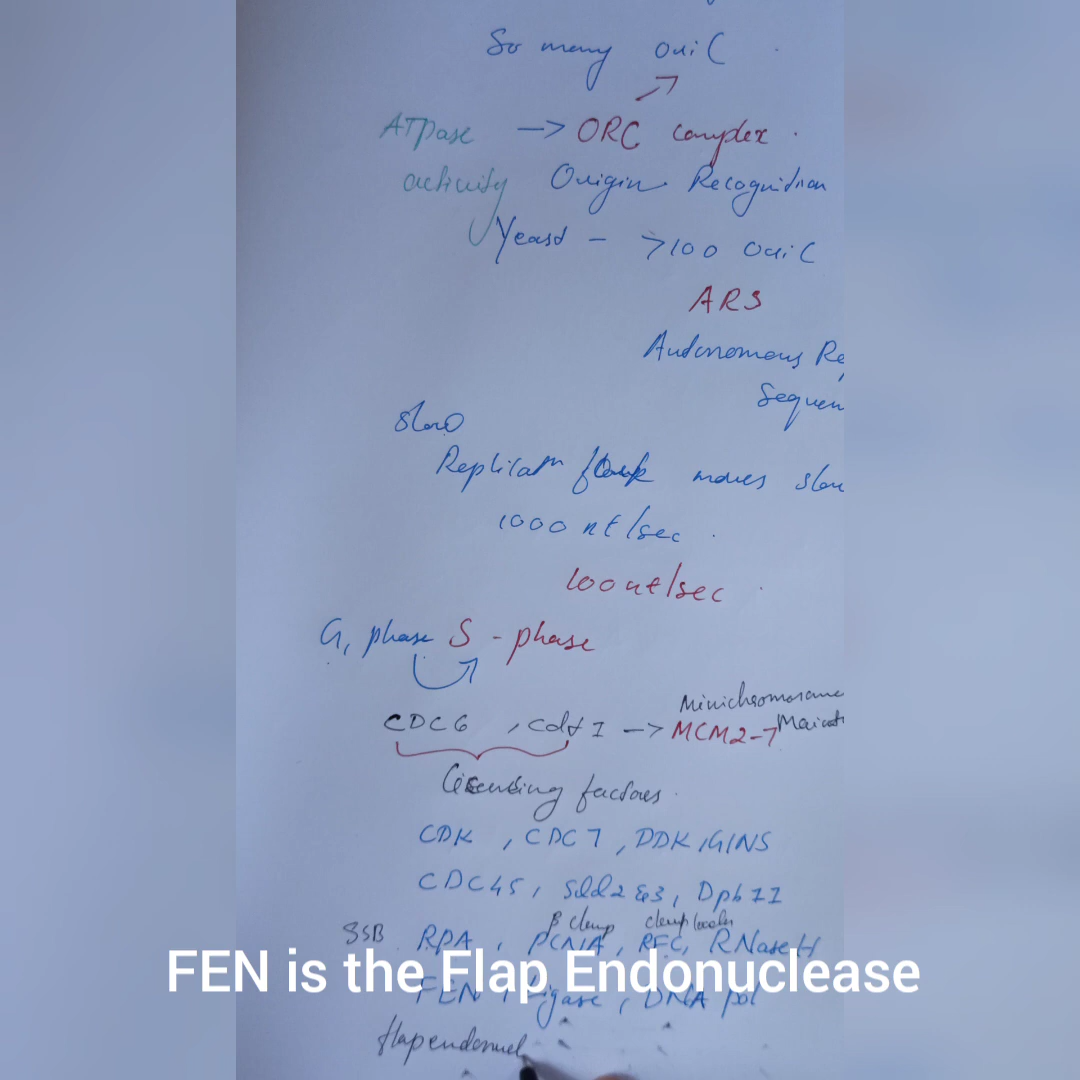 So many OriC
ATPase -> ORC complex.
activity Origin Recognition
Yeast - >100 OriC
ARS
Autonomous Re
Sequen
Slow
Replicatn fork moves slow
1000 nt/sec.
100 nt/sec.
G1 phase S - phase
Minichromosome
CDC6, Cdt1 -> MCM2-7
Licensing factors.
CDK, CDC7, DDK, GINS
CDC45, Sld2 &3, Dpb11
β clamp clamp loader
SSB RPA, PCNA, RFC, RNaseH
FEN is the Flap Endonuclease
FEN 1 Ligase, DNA pol
flap endonucl